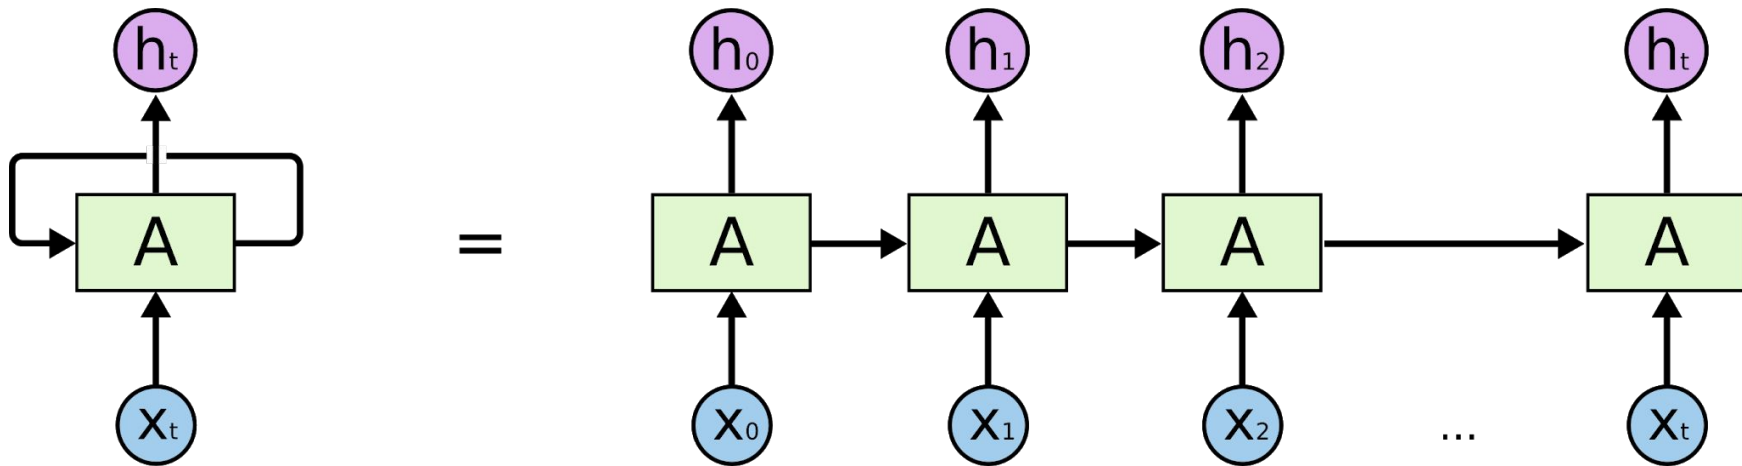 hₜ h₀ h₁ h₂ hₜ
A = A A A A
xₜ x₀ x₁ x₂ ... xₜ